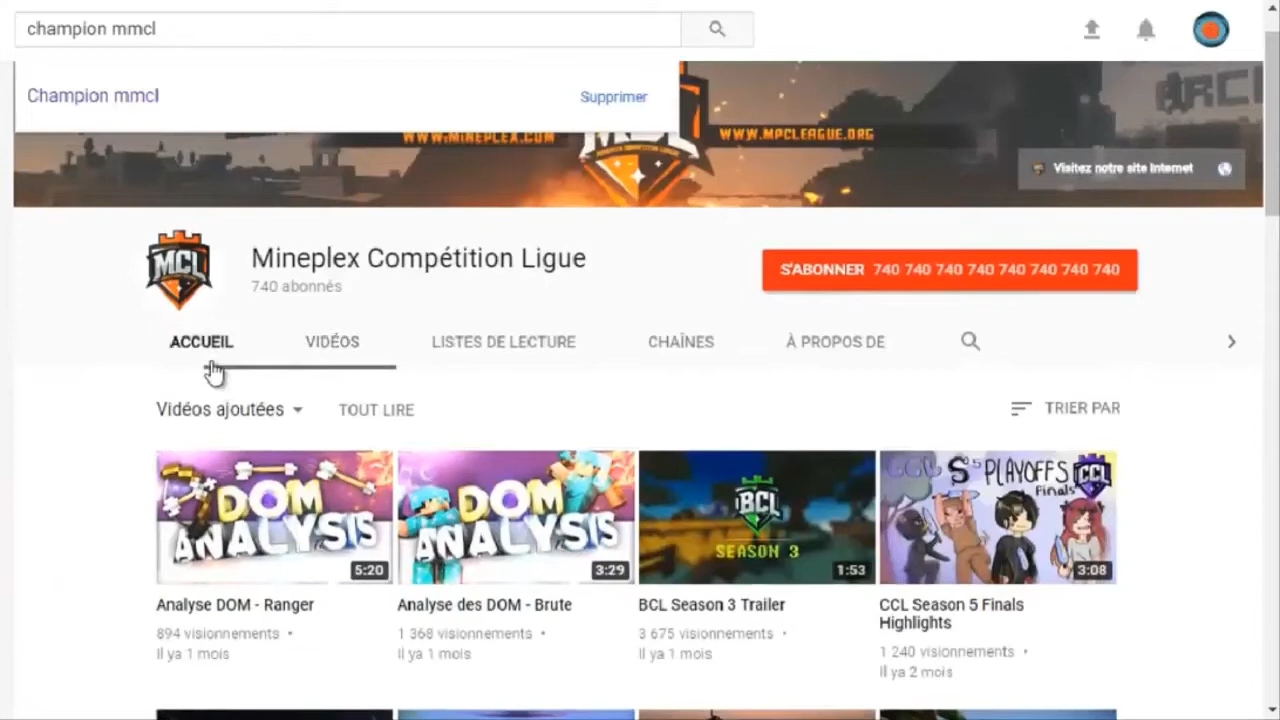 champion mmcl
Champion mmcl
Supprimer
WWW.MINEPLEX.COM
WWW.MPCLEAGUE.ORG
Visitez notre site Internet
MCL
Mineplex Compétition Ligue
740 abonnés
S'ABONNER 740 740 740 740 740 740 740 740
ACCUEIL VIDÉOS LISTES DE LECTURE CHAÎNES À PROPOS DE
Vidéos ajoutées TOUT LIRE TRIER PAR
DOM
ANALYSIS
5:20
DOM
ANALYSIS
3:29
BCL
SEASON 3
1:53
CCL S5 PLAYOFFS
Finals
CCL
3:08
Analyse DOM - Ranger
894 visionnements •
Il ya 1 mois
Analyse des DOM - Brute
1 368 visionnements •
Il ya 1 mois
BCL Season 3 Trailer
3 675 visionnements •
Il ya 1 mois
CCL Season 5 Finals
Highlights
1 240 visionnements •
Il ya 2 mois